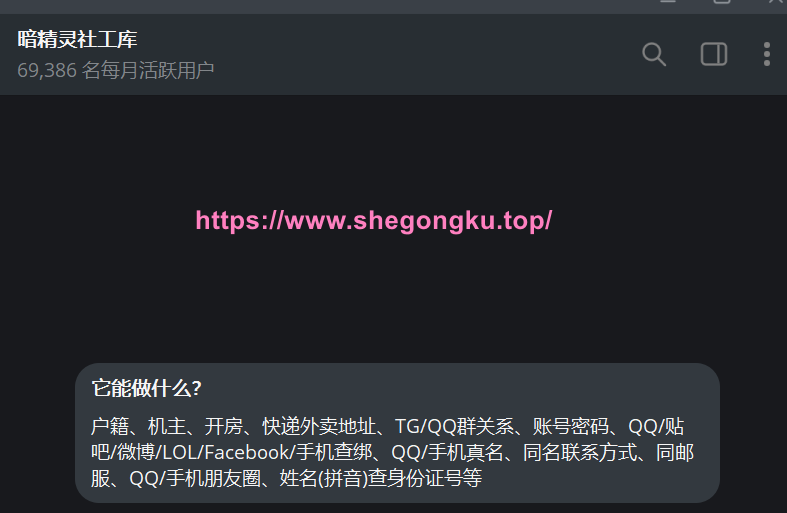 暗精灵社工库
69,386 名每月活跃用户
https://www.shegongku.top/
它能做什么？
户籍、机主、开房、快递外卖地址、TG/QQ群关系、账号密码、QQ/贴
吧/微博/LOL/Facebook/手机查绑、QQ/手机真名、同名联系方式、同邮
服、QQ/手机朋友圈、姓名(拼音)查身份证号等